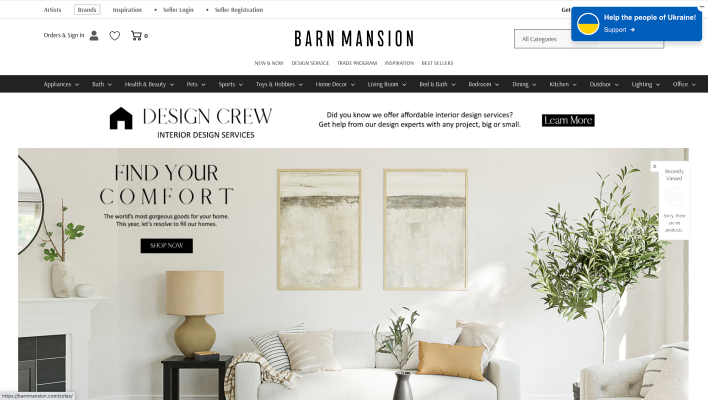 Artists Brands Inspiration • Seller Login • Seller Registration
Help the people of Ukraine!
Support →
Orders & Sign In 0
BARN MANSION
All Categories
NEW & NOW DESIGN SERVICE TRADE PROGRAM INSPIRATION BEST SELLERS
Appliances Bath Health & Beauty Pets Sports Toys & Hobbies Home Decor Living Room Bed & Bath Bedroom Dining Kitchen Outdoor Lighting Office
DESIGN CREW
INTERIOR DESIGN SERVICES
Did you know we offer affordable interior design services?
Get help from our design experts with any project, big or small.
Learn More
FIND YOUR
COMFORT
The world's most gorgeous goods for your home.
This year, let's resolve to fill our homes.
SHOP NOW
»
Recently
Viewed
Sorry, there
are no
products.
https://barnmansion.com/sofas/